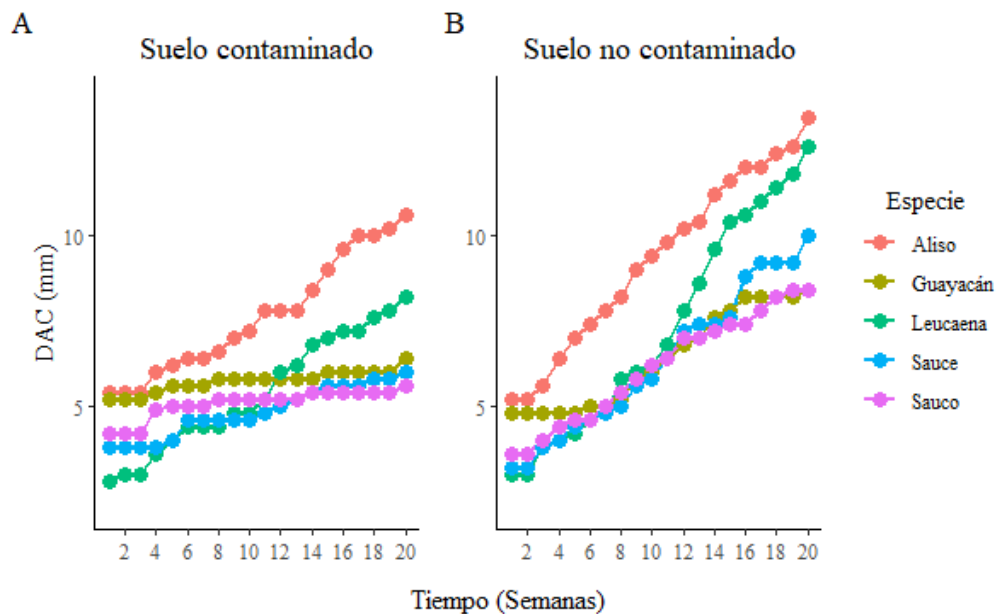 A
B
Suelo contaminado
Suelo no contaminado
DAC (mm)
10
5
2 4 6 8 10 12 14 16 18 20
10
5
2 4 6 8 10 12 14 16 18 20
Tiempo (Semanas)
Especie
Aliso
Guayacán
Leucaena
Sauce
Sauco